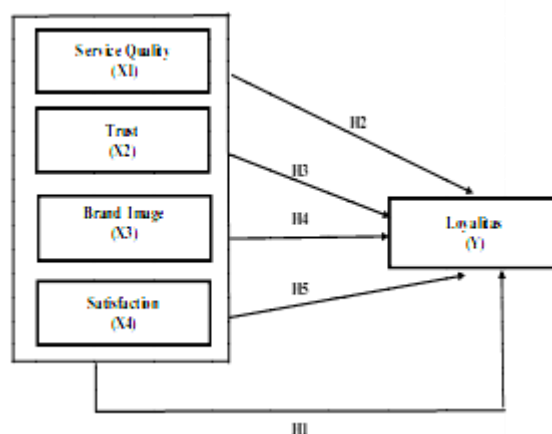 Service Quality
(X1)
H2
Trust
(X2)
H3
Brand Image
(X3)
H4
Loyalitas
(Y)
Satisfaction
(X4)
H5
H1